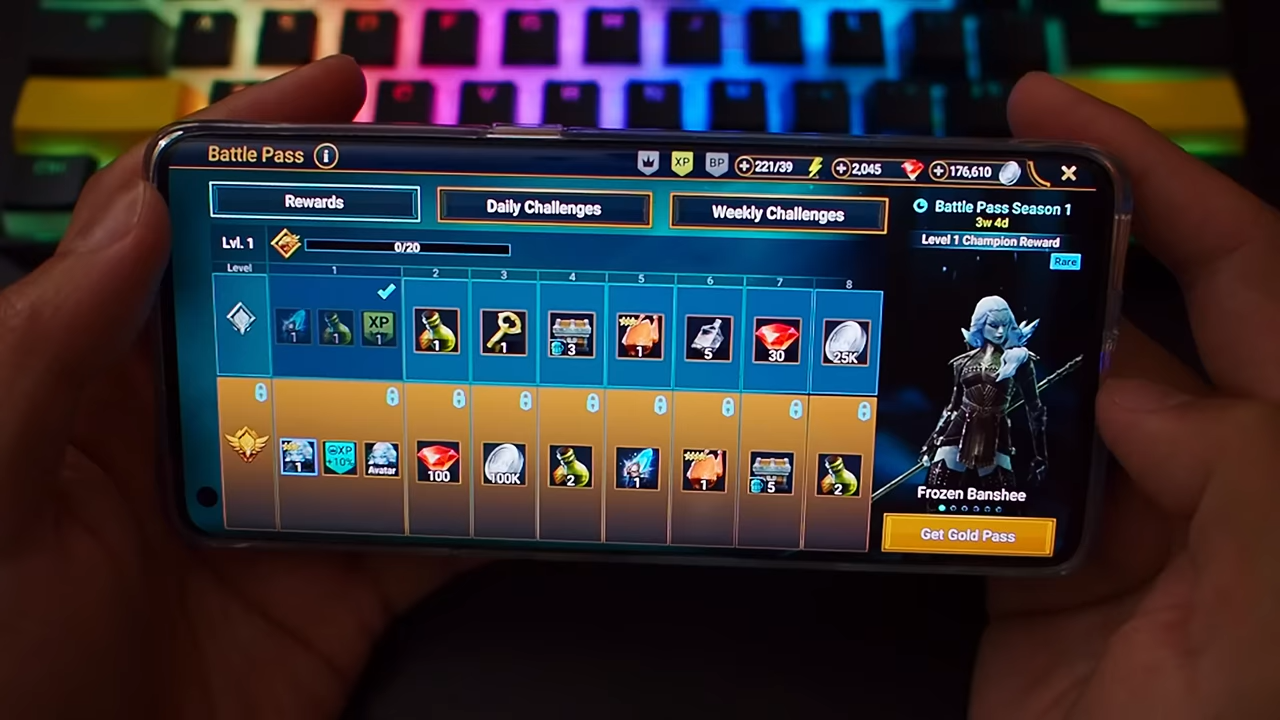 Battle Pass i
XP BP 221/39 2,045 176,610
Rewards Daily Challenges Weekly Challenges
Battle Pass Season 1
3w 4d
Level 1 Champion Reward
Rare
Lvl. 1 0/20
Level 1 2 3 4 5 6 7 8
1 1 XP 1 1 1 3 1 5 30 25K
1 XP +10% Avatar 100 100K 2 1 1 5 2
Frozen Banshee
Get Gold Pass